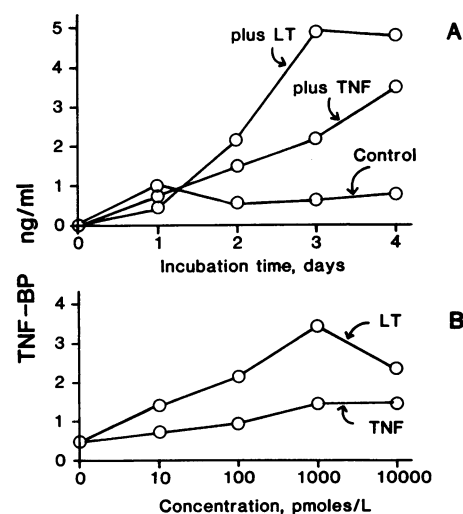 A
5
plus LT
4
plus TNF
3
2
Control
1
0
0 1 2 3 4
Incubation time, days
ng/ml
TNF-BP
B
4
LT
3
2
1
TNF
0
0 10 100 1000 10000
Concentration, pmoles/L